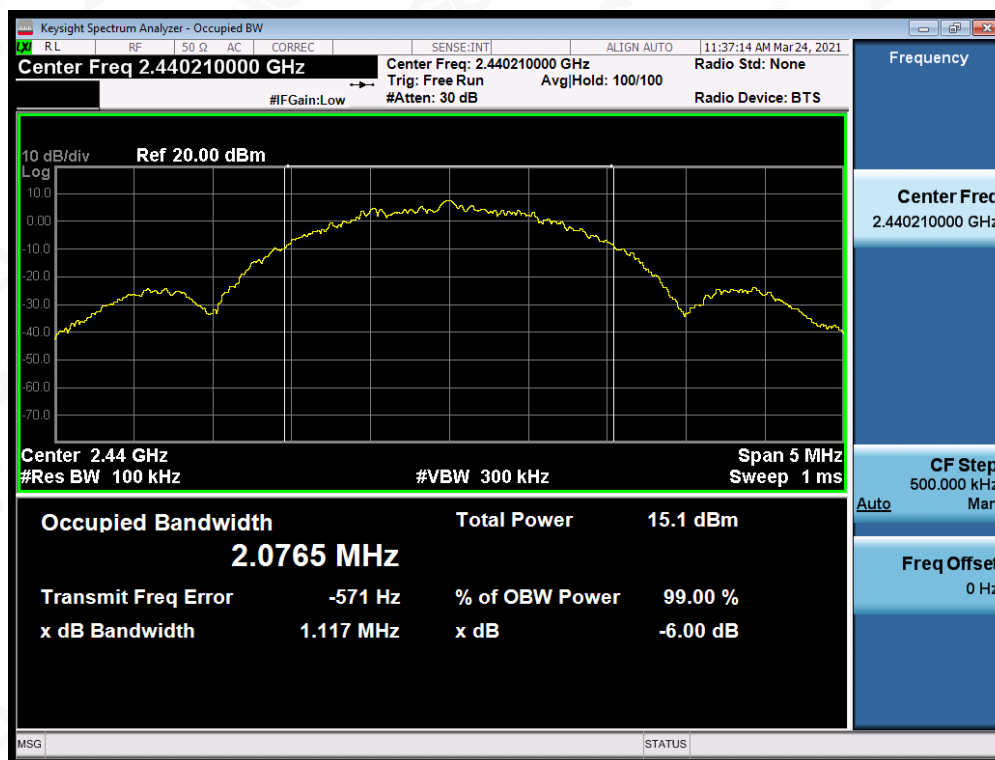 Keysight Spectrum Analyzer - Occupied BW
LXI RL RF 50 Ω AC CORREC SENSE:INT ALIGN AUTO 11:37:14 AM Mar 24, 2021
Center Freq 2.440210000 GHz
Center Freq: 2.440210000 GHz
Radio Std: None
Trig: Free Run Avg|Hold: 100/100
#IFGain:Low
#Atten: 30 dB
Radio Device: BTS
10 dB/div Ref 20.00 dBm
Log
10.0
0.00
-10.0
-20.0
-30.0
-40.0
-50.0
-60.0
-70.0
Center 2.44 GHz Span 5 MHz
#Res BW 100 kHz #VBW 300 kHz Sweep 1 ms
Occupied Bandwidth Total Power 15.1 dBm
2.0765 MHz
Transmit Freq Error -571 Hz % of OBW Power 99.00 %
x dB Bandwidth 1.117 MHz x dB -6.00 dB
MSG STATUS
Frequency
Center Freq
2.440210000 GHz
CF Step
500.000 kHz
Auto Man
Freq Offset
0 Hz